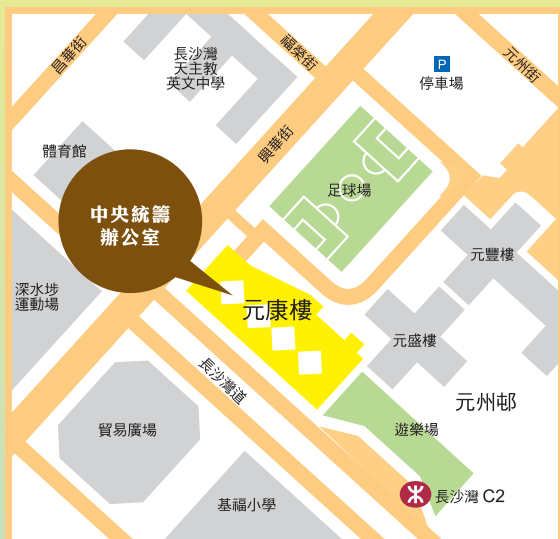 昌華街
長沙灣
天主教
英文中學
福榮街
元州街
P
停車場
興華街
體育館
足球場
中央統籌
辦公室
元豐樓
深水埗
運動場
元康樓
元盛樓
長沙灣道
元州邨
貿易廣場
遊樂場
長沙灣 C2
基福小學